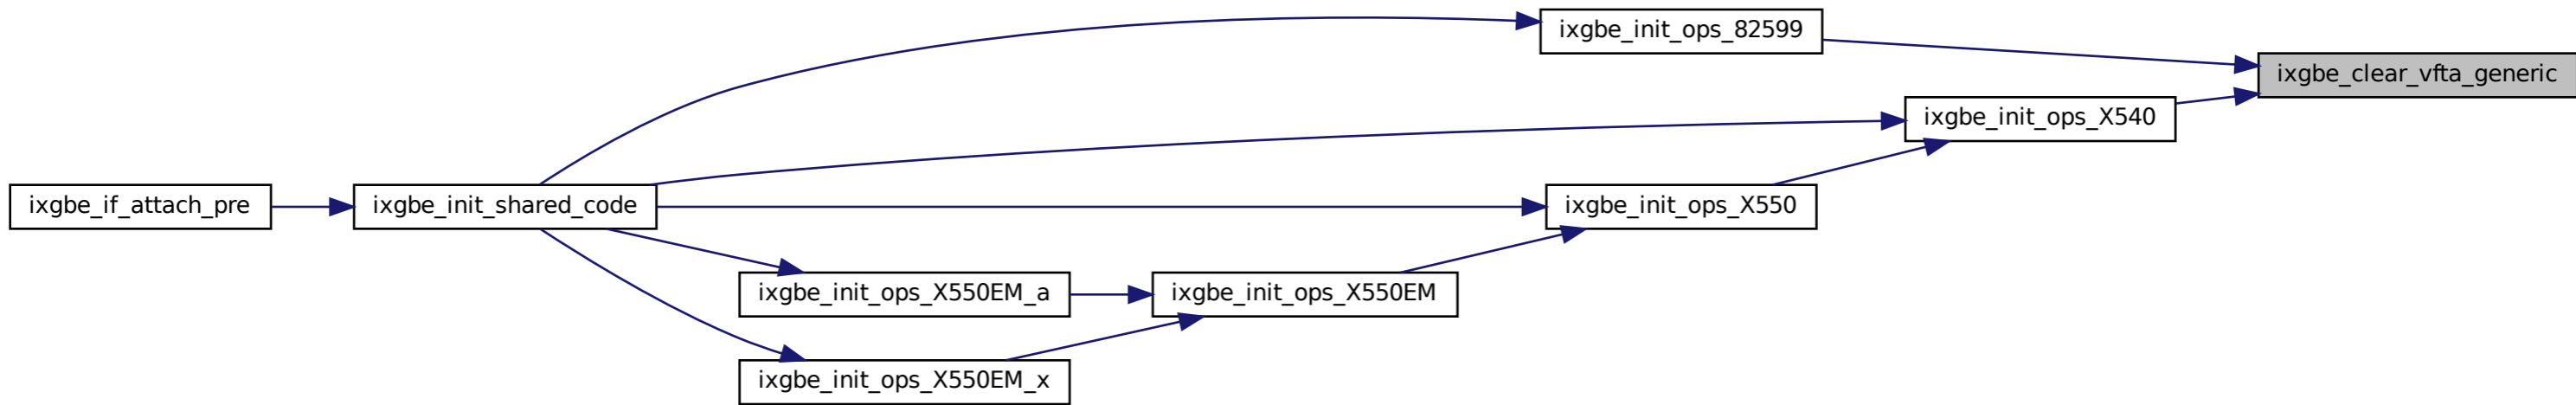 ixgbe_init_ops_82599
ixgbe_clear_vfta_generic
ixgbe_init_ops_X540
ixgbe_if_attach_pre
ixgbe_init_shared_code
ixgbe_init_ops_X550
ixgbe_init_ops_X550EM_a
ixgbe_init_ops_X550EM
ixgbe_init_ops_X550EM_x